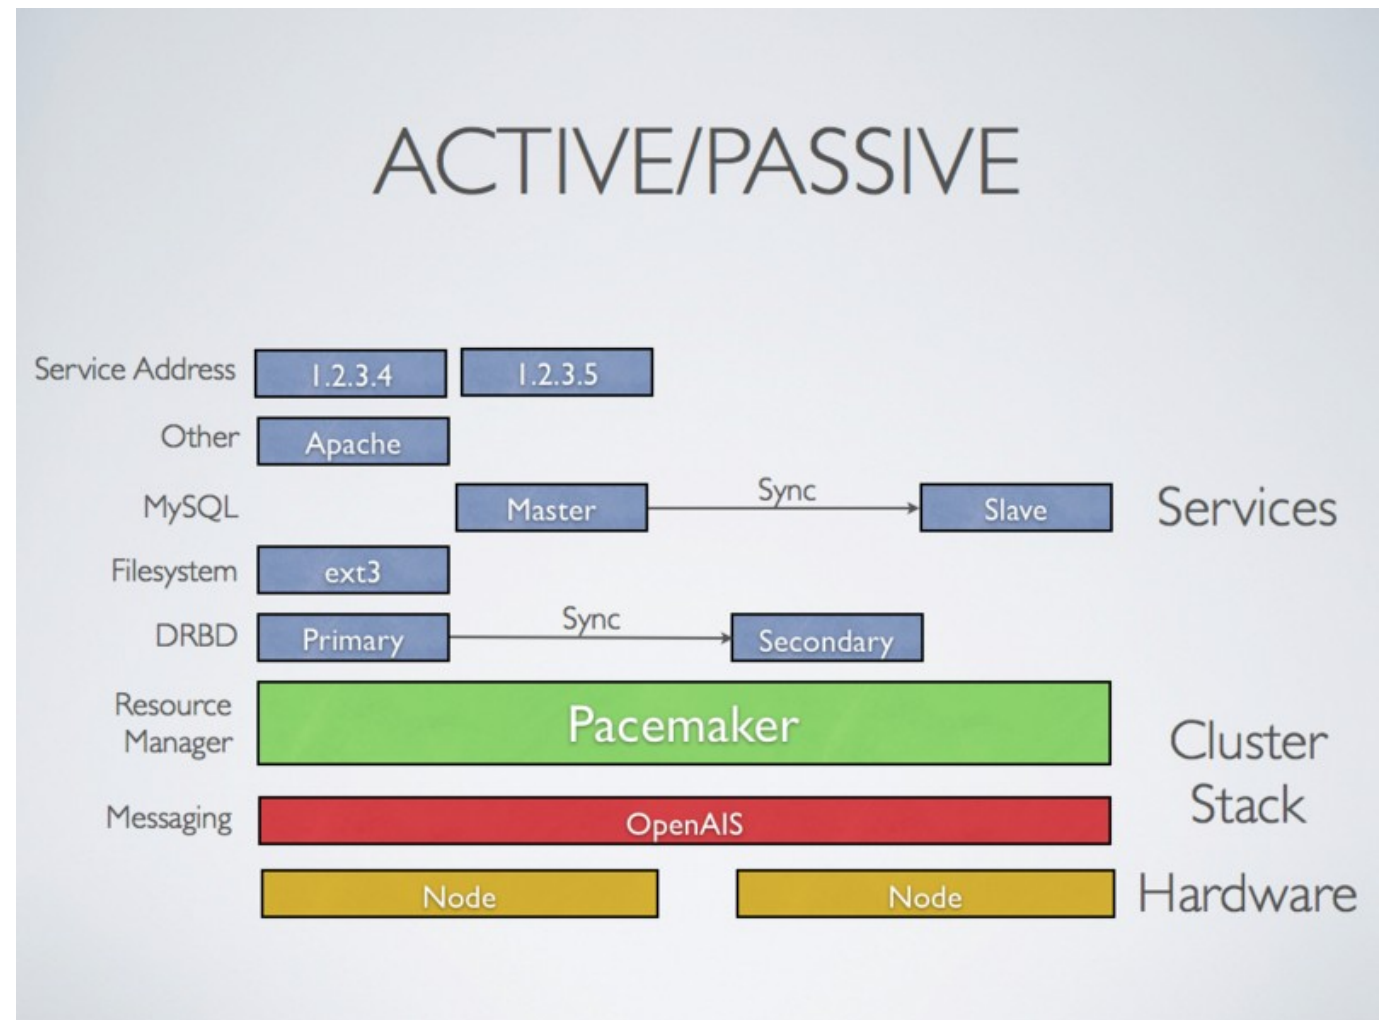 ACTIVE/PASSIVE
Service Address 1.2.3.4 1.2.3.5
Other Apache
MySQL Master Sync Slave Services
Filesystem ext3
DRBD Primary Sync Secondary
Resource
Manager
Pacemaker
Cluster
Stack
Messaging OpenAIS
Node Node Hardware